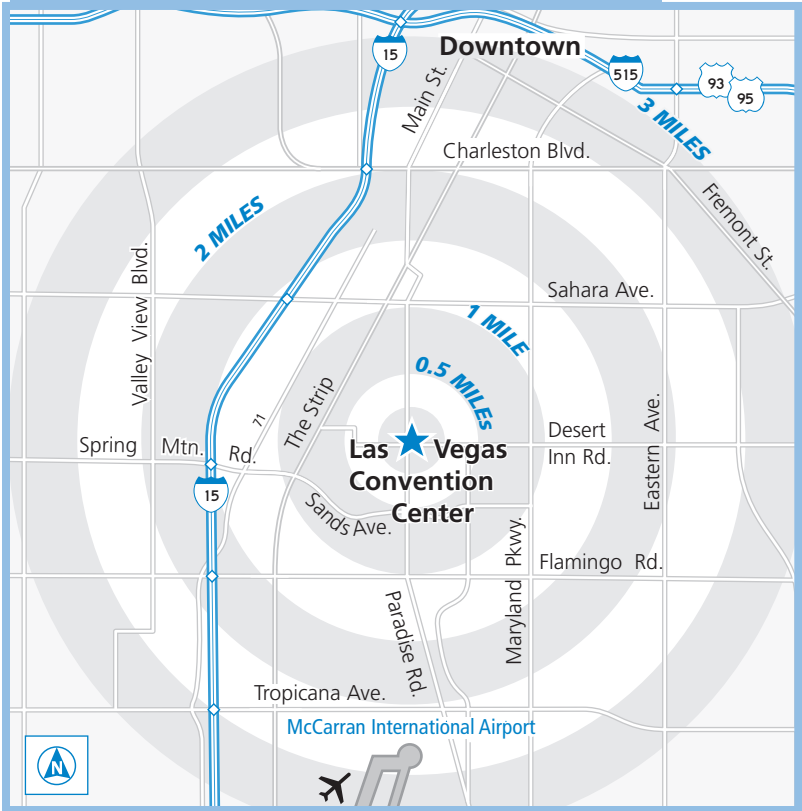 Downtown
15
515
93
95
Main St.
3 MILES
Charleston Blvd.
Fremont St.
2 MILES
Valley View Blvd.
Sahara Ave.
1 MILE
0.5 MILEs
The Strip
71
Eastern Ave.
Desert
Inn Rd.
Spring Mtn. Rd.
Las Vegas
Convention
Center
15
Sands Ave.
Maryland Pkwy.
Flamingo Rd.
Paradise Rd.
Tropicana Ave.
McCarran International Airport
N